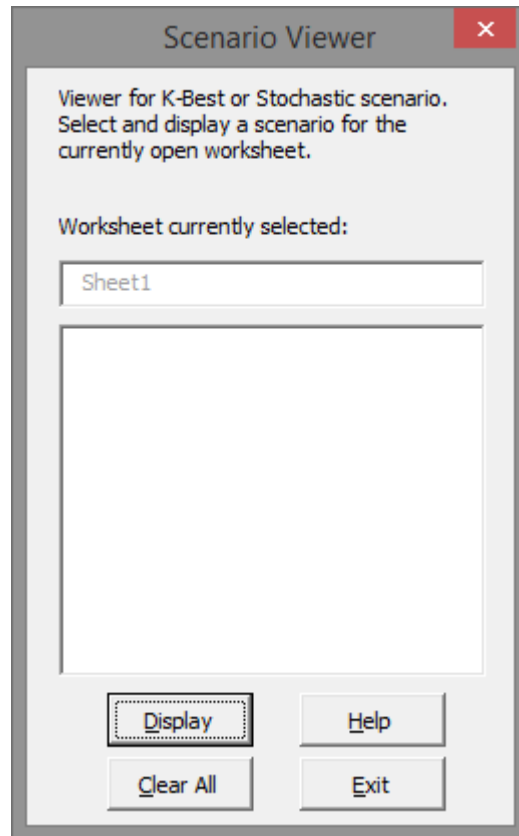 Scenario Viewer
×
Viewer for K-Best or Stochastic scenario.
Select and display a scenario for the
currently open worksheet.
Worksheet currently selected:
Sheet1
Display
Help
Clear All
Exit